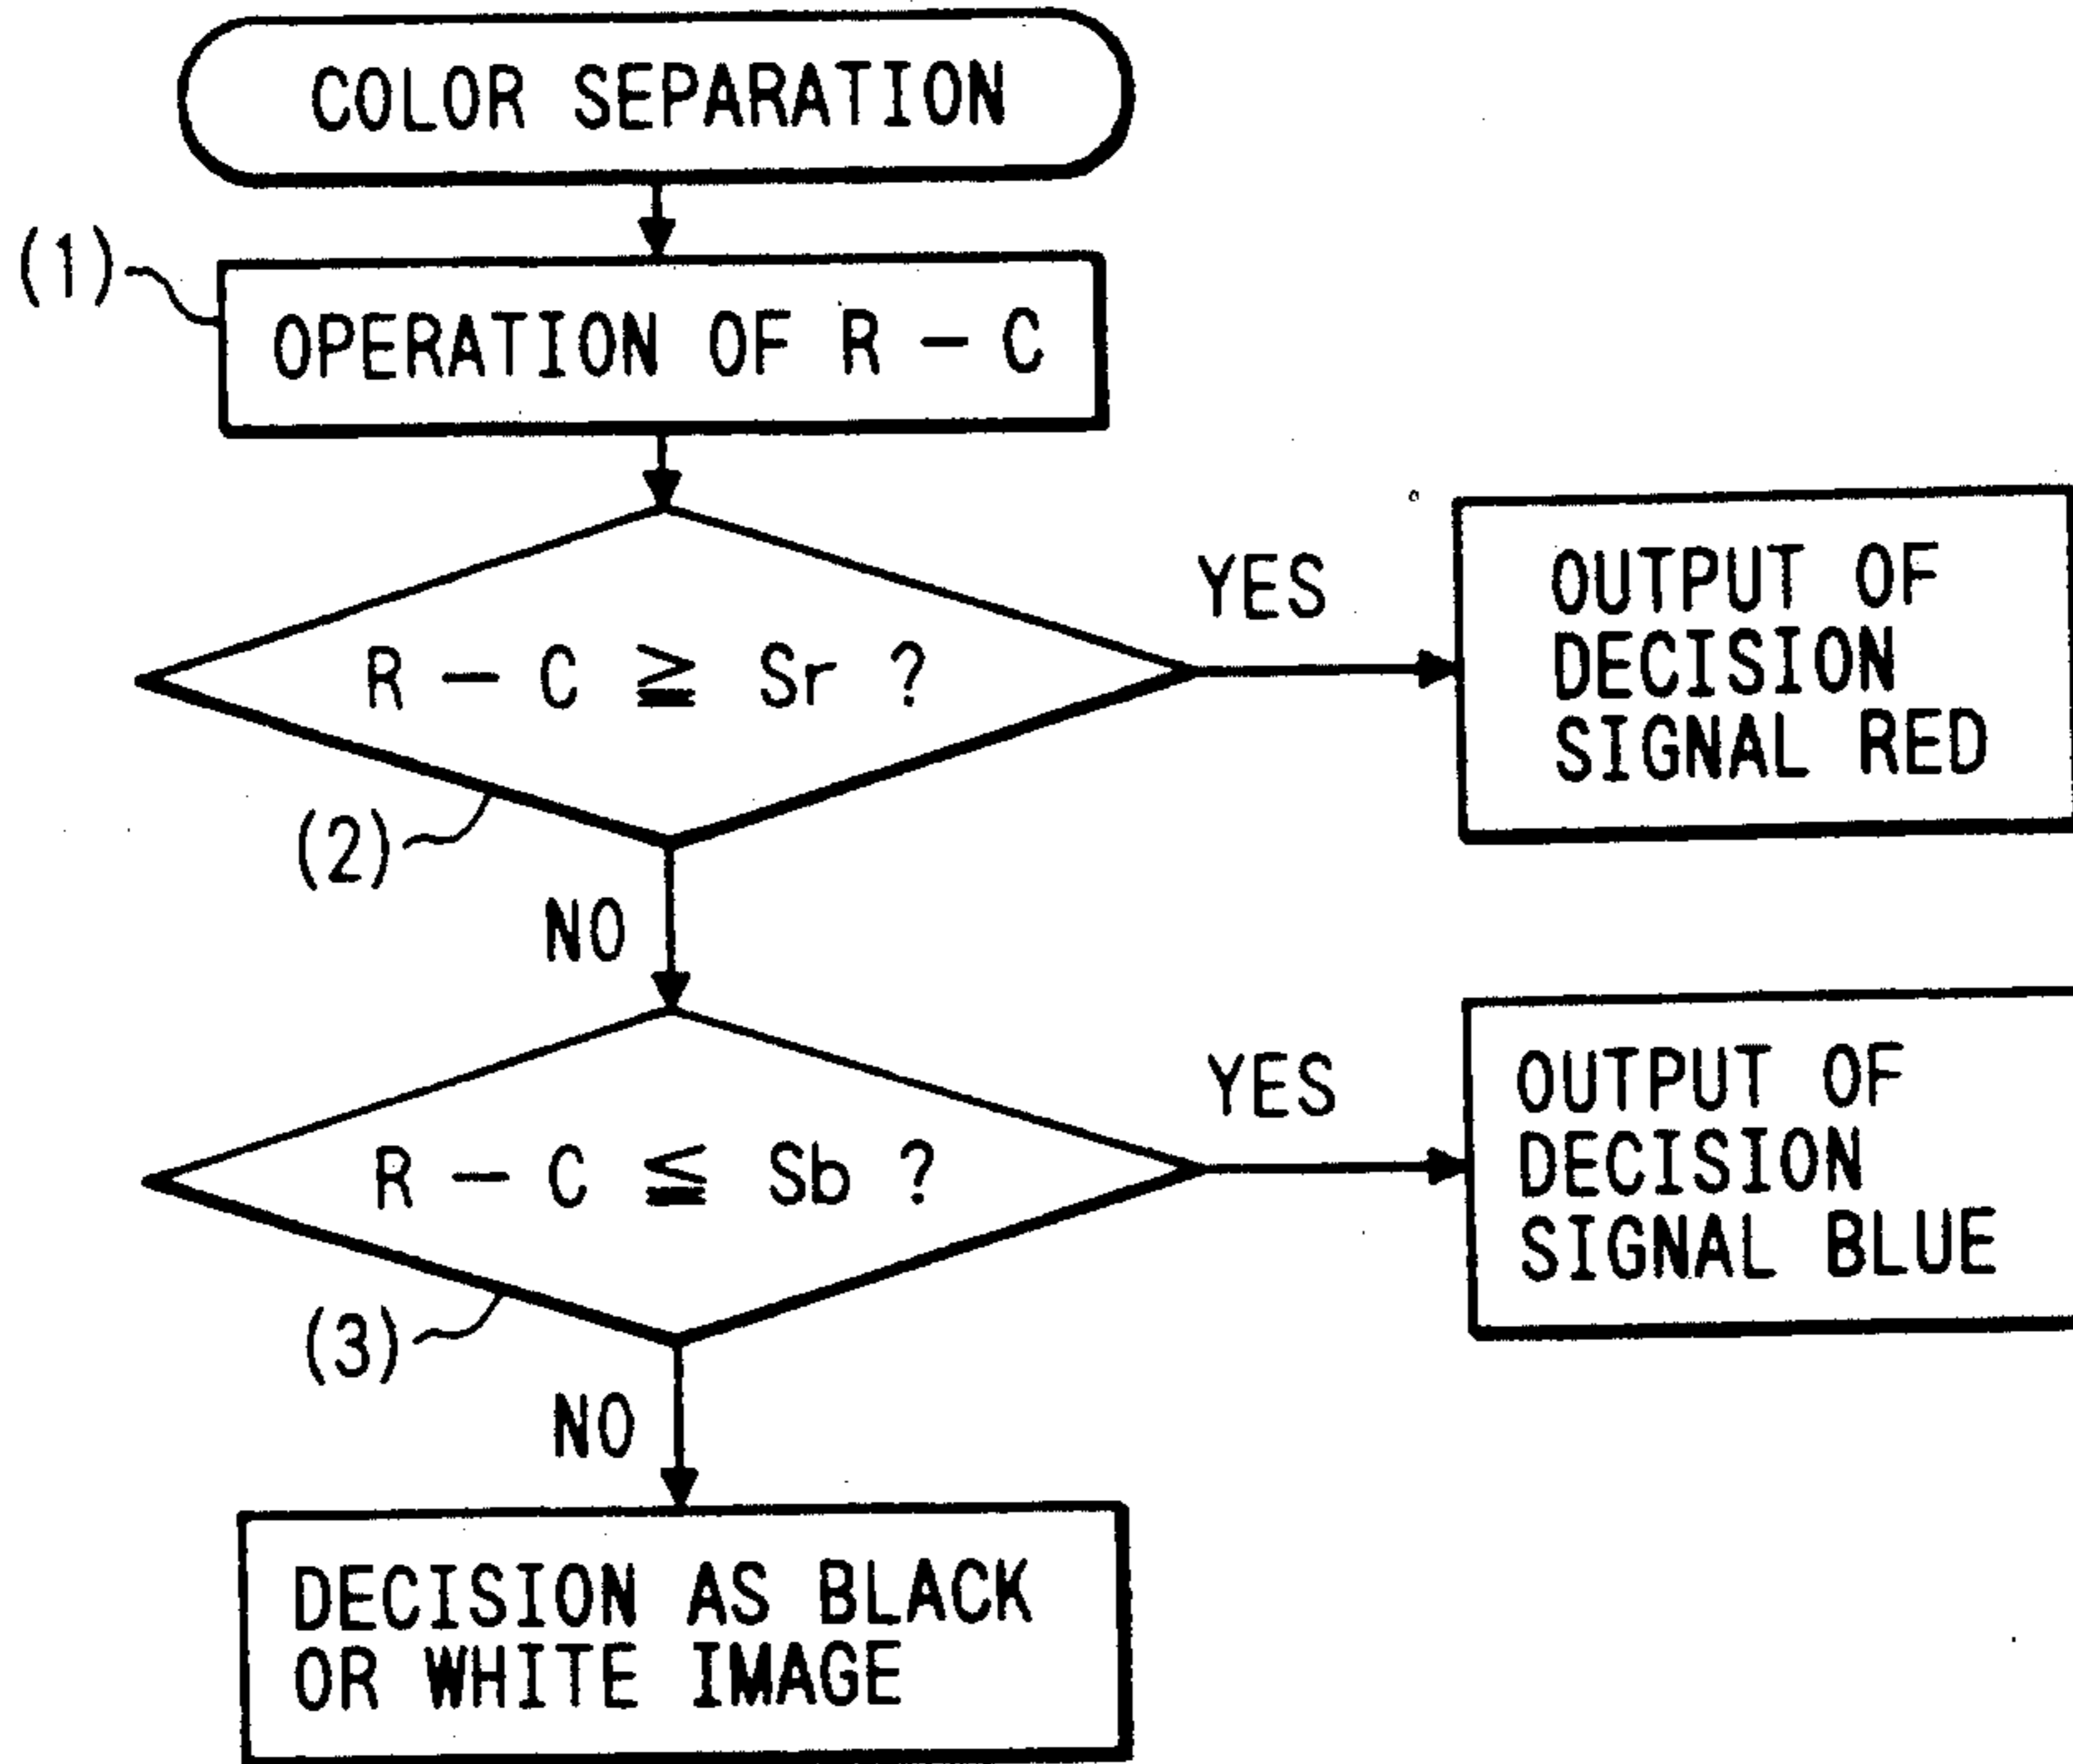 COLOR SEPARATION
(1)
OPERATION OF R – C
R – C ≧ Sr ?
YES
OUTPUT OF
DECISION
SIGNAL RED
(2)
NO
R – C ≦ Sb ?
YES
OUTPUT OF
DECISION
SIGNAL BLUE
(3)
NO
DECISION AS BLACK
OR WHITE IMAGE